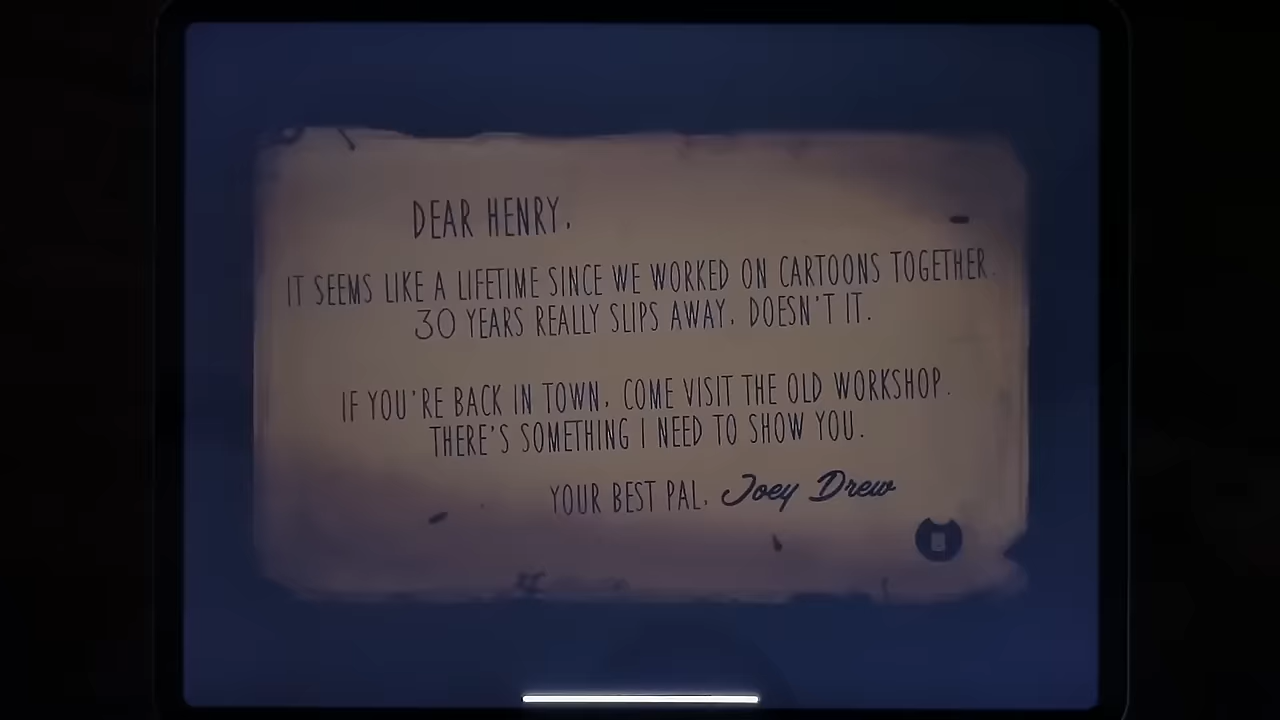 DEAR HENRY,
IT SEEMS LIKE A LIFETIME SINCE WE WORKED ON CARTOONS TOGETHER.
30 YEARS REALLY SLIPS AWAY, DOESN'T IT.
IF YOU'RE BACK IN TOWN, COME VISIT THE OLD WORKSHOP.
THERE'S SOMETHING I NEED TO SHOW YOU.
YOUR BEST PAL, Joey Drew